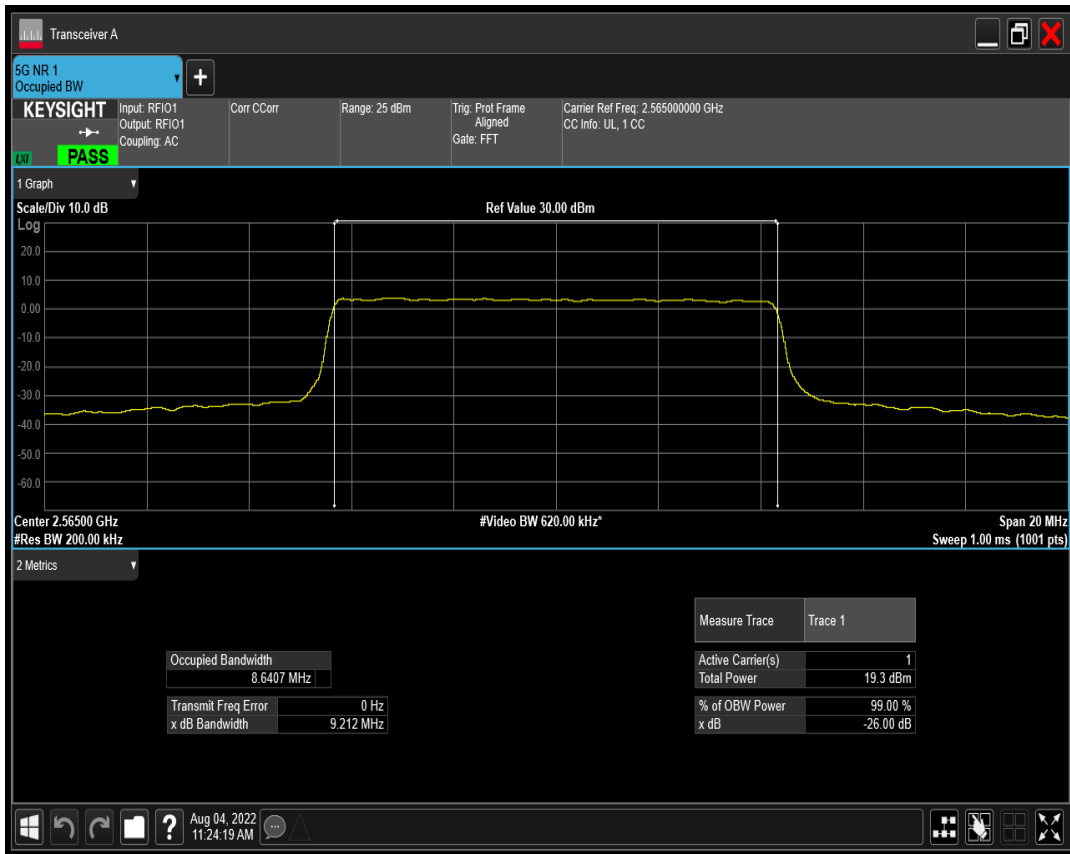 Transceiver A
5G NR 1
Occupied BW
+
KEYSIGHT
LXI
PASS
Input: RFIO1
Output: RFIO1
Coupling: AC
Corr CCorr
Range: 25 dBm
Trig: Prot Frame
Aligned
Gate: FFT
Carrier Ref Freq: 2.565000000 GHz
CC Info: UL, 1 CC
1 Graph
Scale/Div 10.0 dB
Ref Value 30.00 dBm
Log
20.0
10.0
0.00
-10.0
-20.0
-30.0
-40.0
-50.0
-60.0
Center 2.56500 GHz
#Video BW 620.00 kHz*
Span 20 MHz
#Res BW 200.00 kHz
Sweep 1.00 ms (1001 pts)
2 Metrics
Measure Trace Trace 1
Occupied Bandwidth
8.6407 MHz
Active Carrier(s) 1
Total Power 19.3 dBm
Transmit Freq Error 0 Hz
x dB Bandwidth 9.212 MHz
% of OBW Power 99.00 %
x dB -26.00 dB
?
Aug 04, 2022
11:24:19 AM